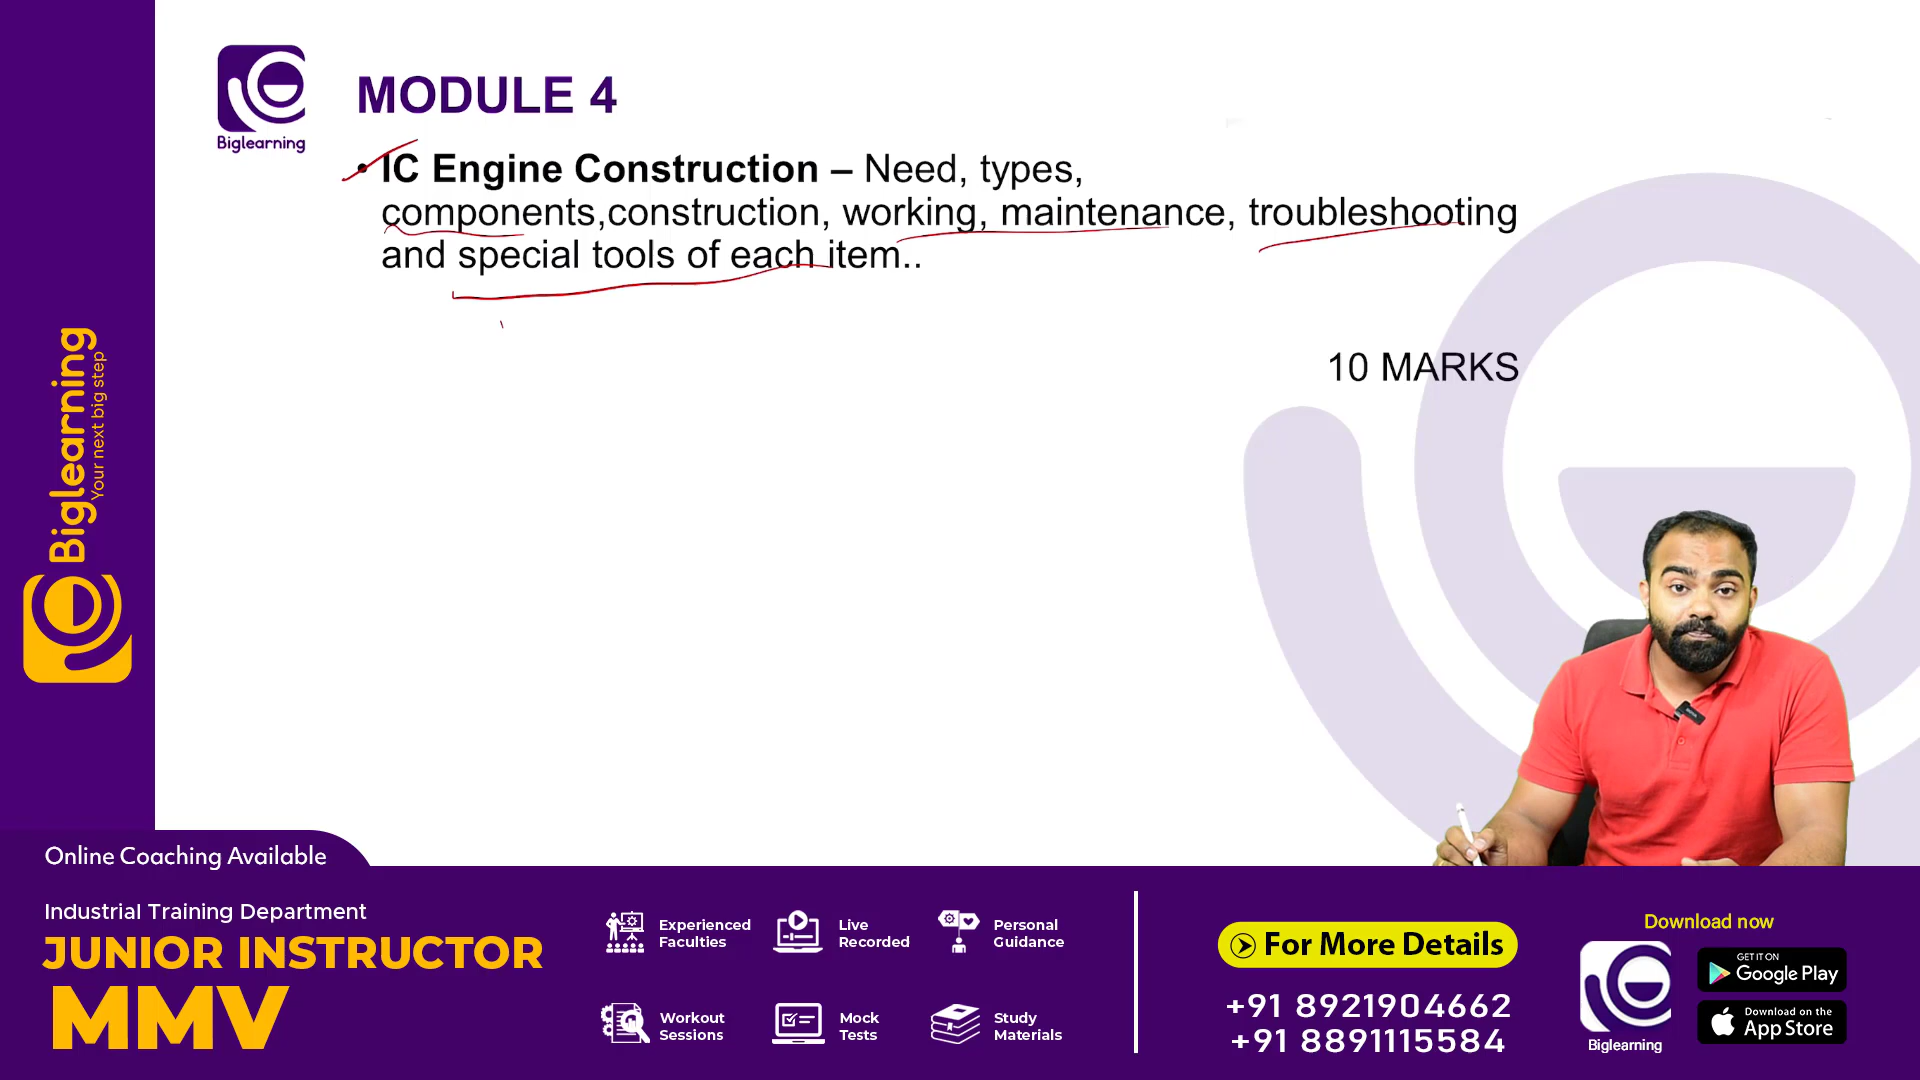 Biglearning
MODULE 4
• IC Engine Construction – Need, types,
components,construction, working, maintenance, troubleshooting
and special tools of each item..
10 MARKS
Biglearning
Your next big step
Online Coaching Available
Industrial Training Department
JUNIOR INSTRUCTOR
MMV
Experienced
Faculties
Live
Recorded
Personal
Guidance
Workout
Sessions
Mock
Tests
Study
Materials
For More Details
+91 8921904662
+91 8891115584
Download now
Biglearning
GET IT ON
Google Play
Download on the
App Store